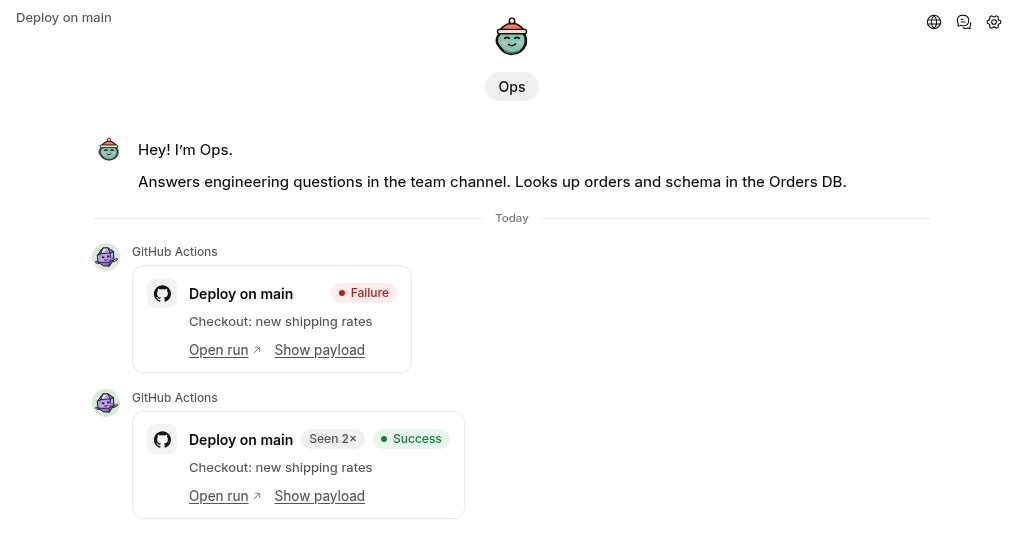 Deploy on main
Ops
Hey! I’m Ops.
Answers engineering questions in the team channel. Looks up orders and schema in the Orders DB.
Today
GitHub Actions
Deploy on main Failure
Checkout: new shipping rates
Open run ↗ Show payload
GitHub Actions
Deploy on main Seen 2× Success
Checkout: new shipping rates
Open run ↗ Show payload